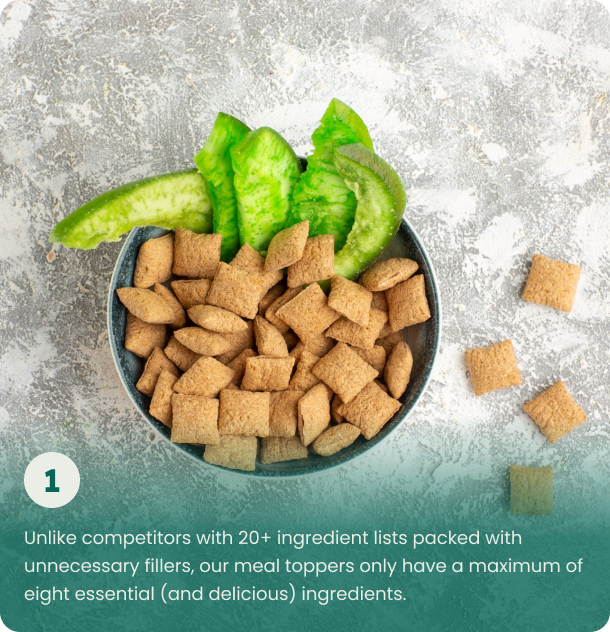 1
Unlike competitors with 20+ ingredient lists packed with
unnecessary fillers, our meal toppers only have a maximum of
eight essential (and delicious) ingredients.